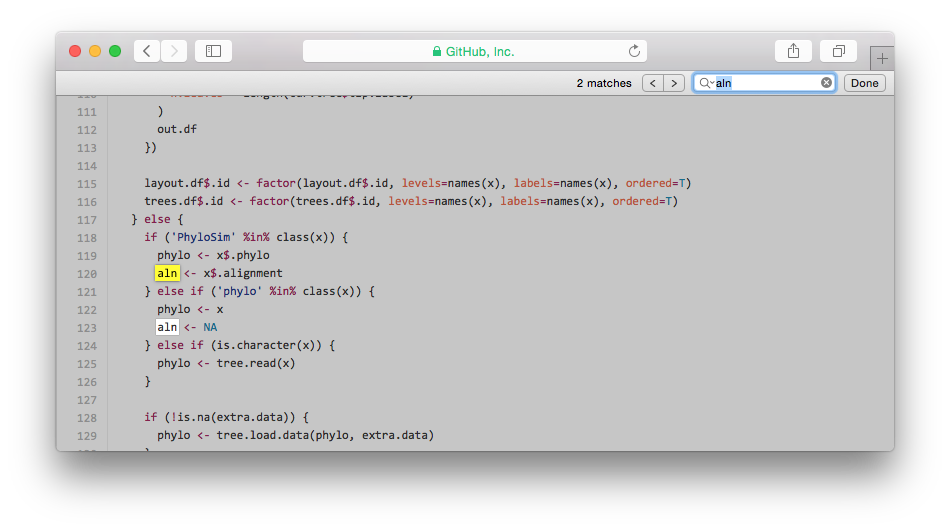 GitHub, Inc.
2 matches
aln
Done
111 )
112 out.df
113 })
114
115 layout.df$.id <- factor(layout.df$.id, levels=names(x), labels=names(x), ordered=T)
116 trees.df$.id <- factor(trees.df$.id, levels=names(x), labels=names(x), ordered=T)
117 } else {
118 if ('PhyloSim' %in% class(x)) {
119 phylo <- x$.phylo
120 aln <- x$.alignment
121 } else if ('phylo' %in% class(x)) {
122 phylo <- x
123 aln <- NA
124 } else if (is.character(x)) {
125 phylo <- tree.read(x)
126 }
127
128 if (!is.na(extra.data)) {
129 phylo <- tree.load.data(phylo, extra.data)